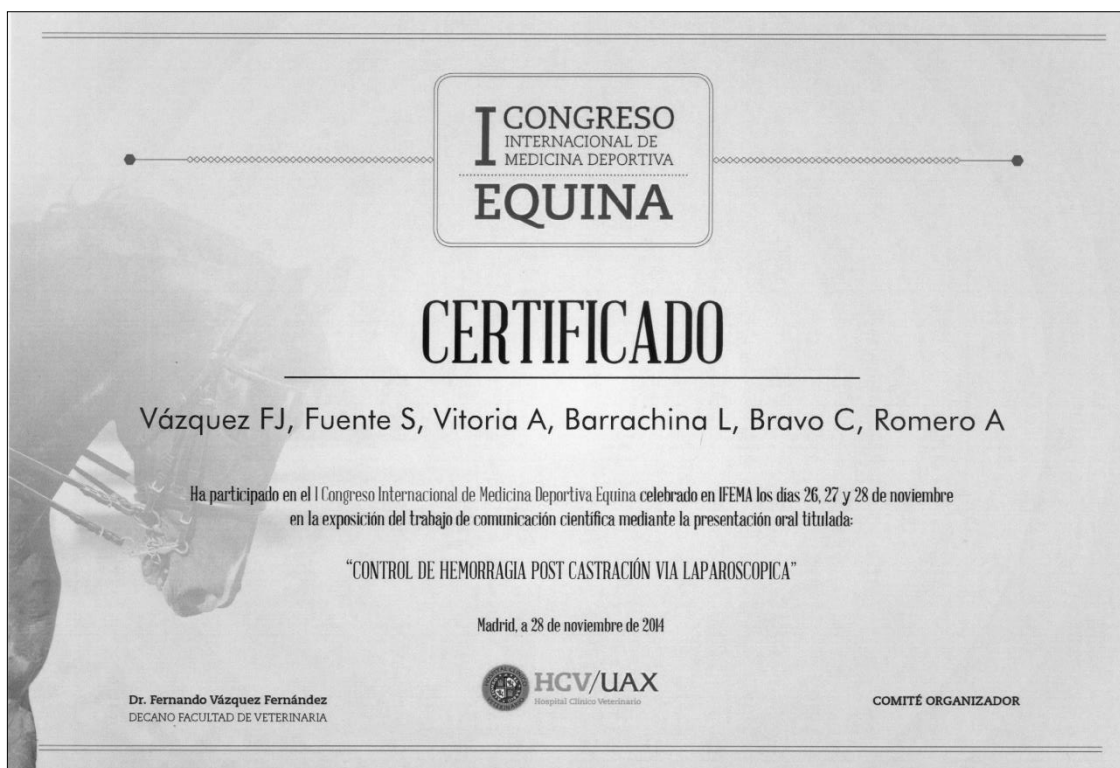 I CONGRESO
INTERNACIONAL DE
MEDICINA DEPORTIVA
EQUINA
CERTIFICADO
Vázquez FJ, Fuente S, Vitoria A, Barrachina L, Bravo C, Romero A
Ha participado en el I Congreso Internacional de Medicina Deportiva Equina celebrado en IFEMA los días 26, 27 y 28 de noviembre
en la exposición del trabajo de comunicación científica mediante la presentación oral titulada:
“CONTROL DE HEMORRAGIA POST CASTRACIÓN VIA LAPAROSCOPICA”
Madrid, a 28 de noviembre de 2014
HCV/UAX
Hospital Clínico Veterinario
Dr. Fernando Vázquez Fernández
DECANO FACULTAD DE VETERINARIA
COMITÉ ORGANIZADOR